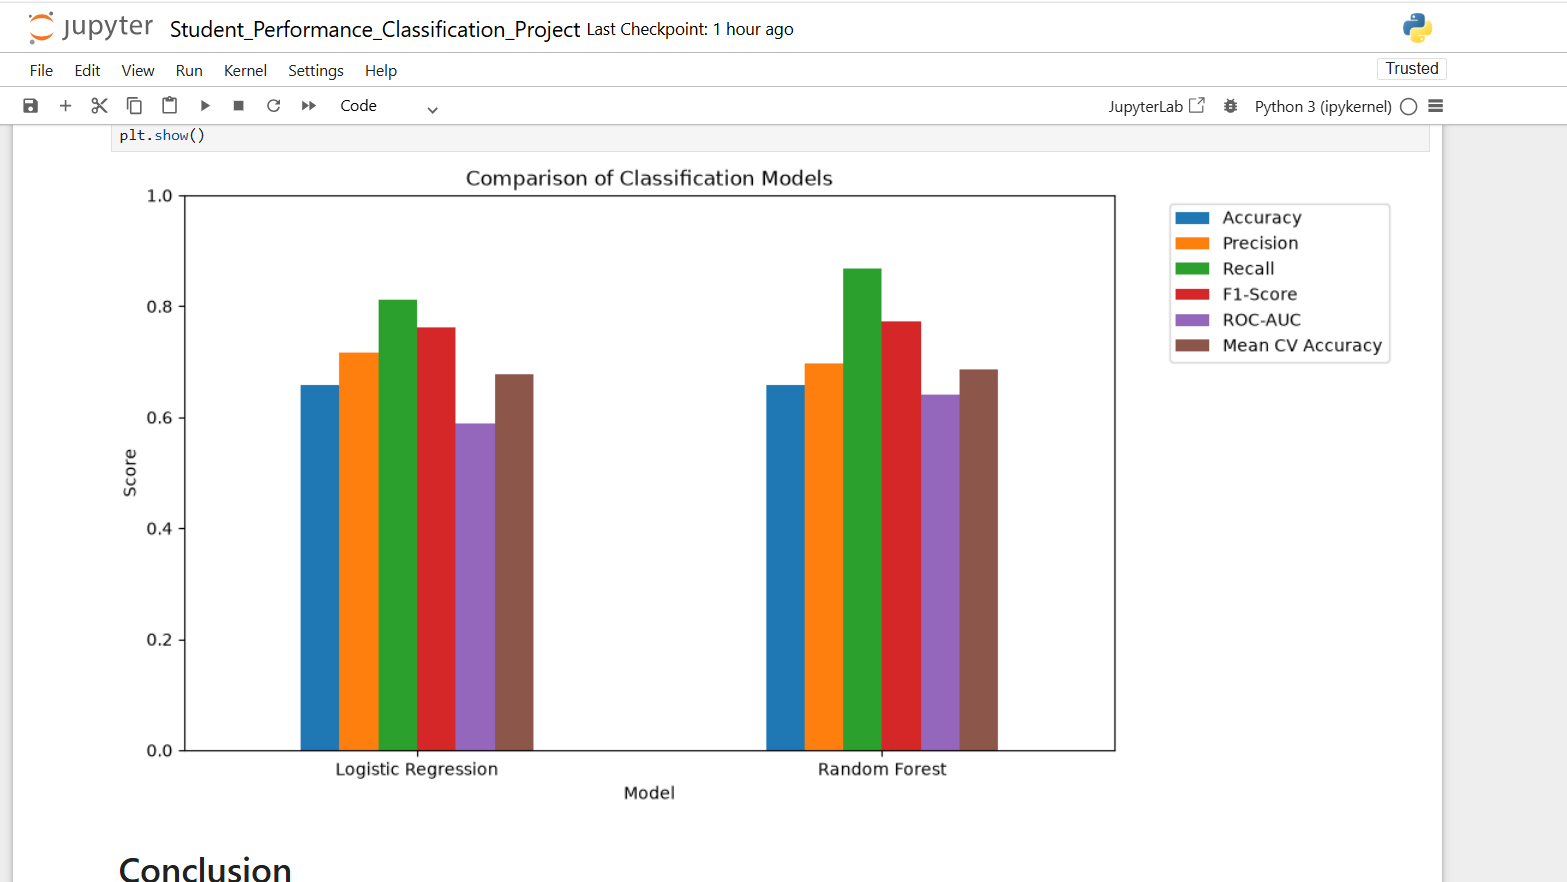 jupyter Student_Performance_Classification_Project Last Checkpoint: 1 hour ago
File Edit View Run Kernel Settings Help Trusted
Code JupyterLab Python 3 (ipykernel)
plt.show()
Comparison of Classification Models
1.0
0.8
0.6
0.4
0.2
0.0
Score
Logistic Regression Random Forest
Model
Accuracy
Precision
Recall
F1-Score
ROC-AUC
Mean CV Accuracy
Conclusion